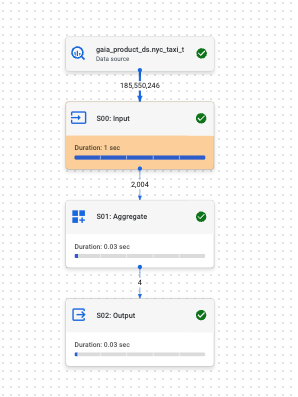 gaia_product_ds.nyc_taxi_t
Data source
185,550,246
S00: Input
Duration: 1 sec
2,004
S01: Aggregate
Duration: 0.03 sec
4
S02: Output
Duration: 0.03 sec